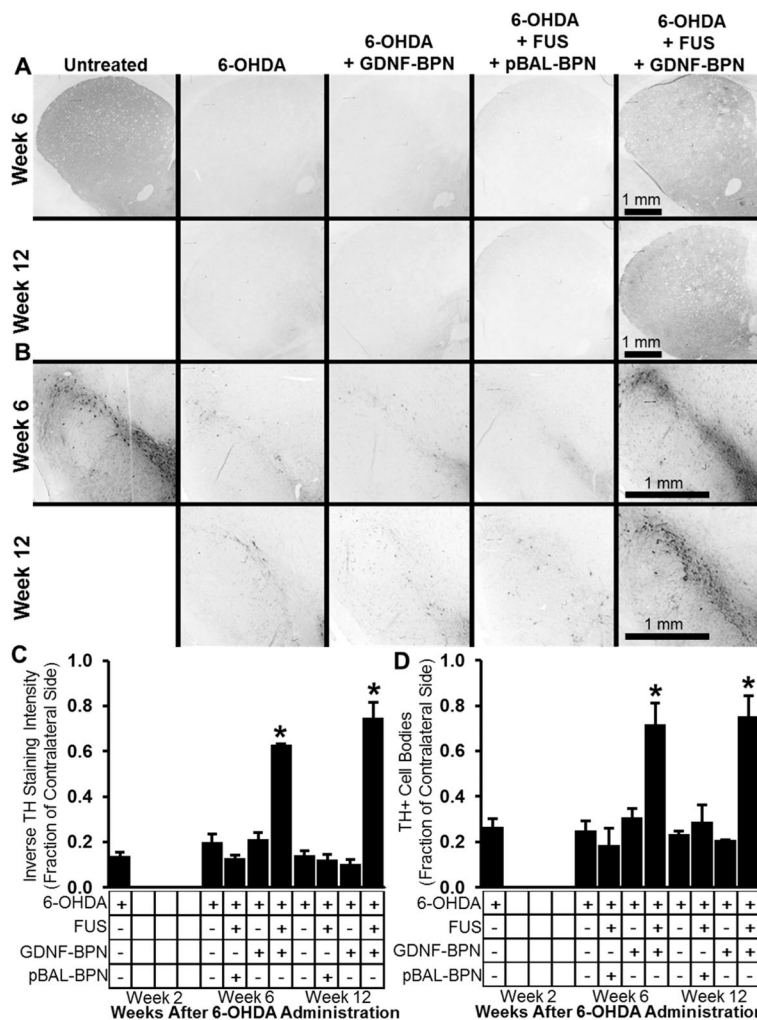 6-OHDA
6-OHDA
6-OHDA + FUS + FUS
Untreated 6-OHDA + GDNF-BPN + pBAL-BPN + GDNF-BPN
A
Week 6
1 mm
Week 12
1 mm
B
Week 6
1 mm
Week 12
1 mm
C
Inverse TH Staining Intensity
(Fraction of Contralateral Side)
1.0
0.8
0.6
0.4
0.2
0.0
* *
6-OHDA + + + + + + + + +
FUS - - + - + - + - +
GDNF-BPN - - - + + - - + +
pBAL-BPN - - + - - - + - -
Week 2 Week 6 Week 12
Weeks After 6-OHDA Administration
D
TH+ Cell Bodies
(Fraction of Contralateral Side)
1.0
0.8
0.6
0.4
0.2
0.0
* *
6-OHDA + + + + + + + + +
FUS - - + - + - + - +
GDNF-BPN - - - + + - - + +
pBAL-BPN - - + - - - + - -
Week 2 Week 6 Week 12
Weeks After 6-OHDA Administration